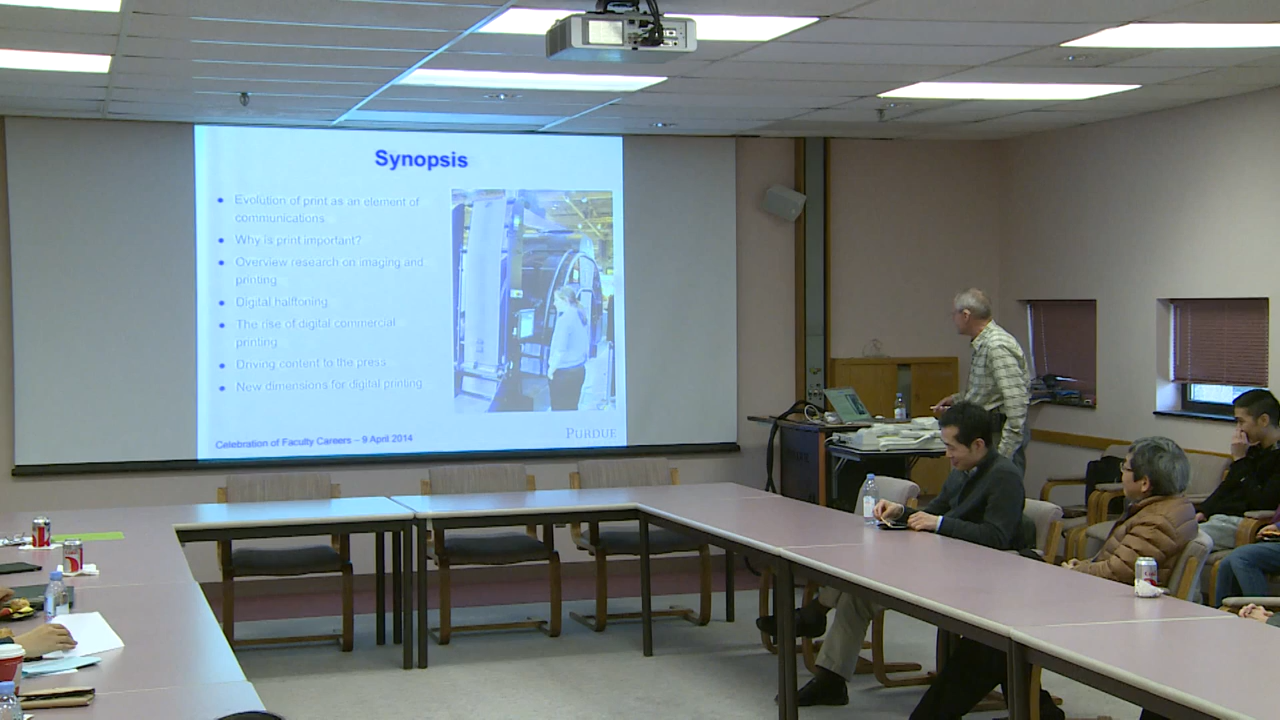 Synopsis
Evolution of print as an element of
communications
Why is print important?
Overview research on imaging and
printing
Digital halftoning
The rise of digital commercial
printing
Driving content to the press
New dimensions for digital printing
Celebration of Faculty Careers – 9 April 2014
PURDUE